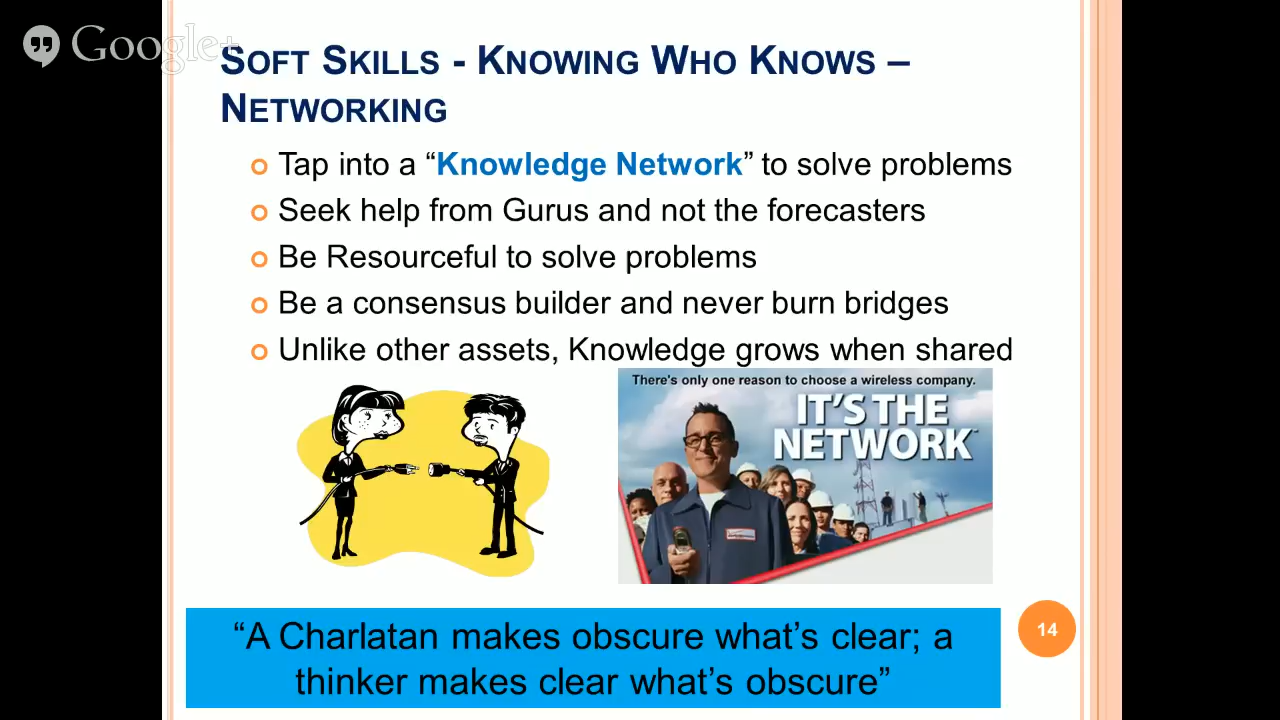 Google+
SOFT SKILLS - KNOWING WHO KNOWS –
NETWORKING
Tap into a “Knowledge Network” to solve problems
Seek help from Gurus and not the forecasters
Be Resourceful to solve problems
Be a consensus builder and never burn bridges
Unlike other assets, Knowledge grows when shared
There's only one reason to choose a wireless company.
IT'S THE
NETWORK
“A Charlatan makes obscure what’s clear; a
thinker makes clear what’s obscure”
14